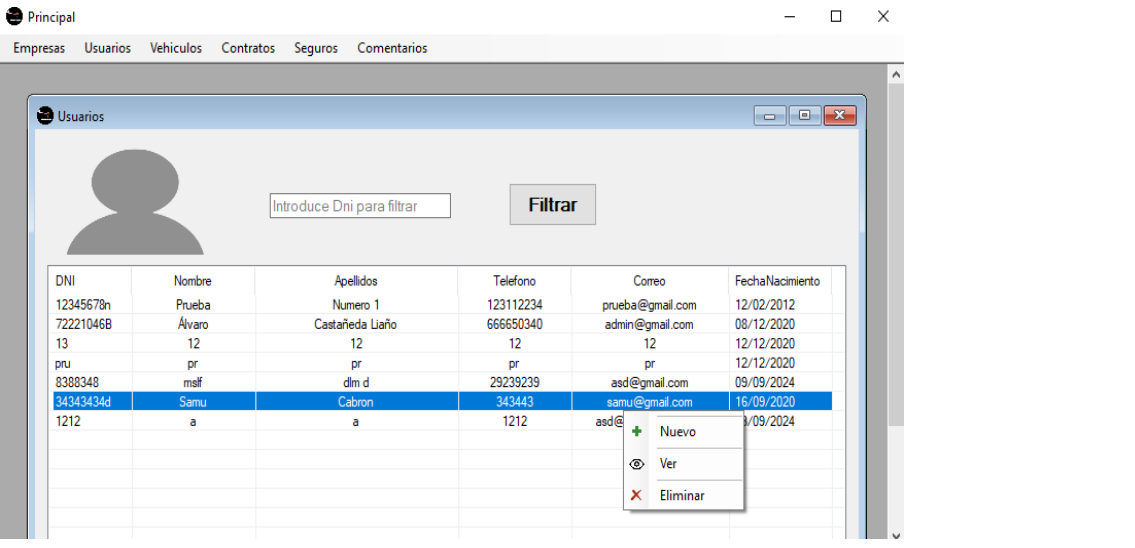 Principal
Empresas Usuarios Vehiculos Contratos Seguros Comentarios
Usuarios
Introduce Dni para filtrar Filtrar
DNI Nombre Apellidos Telefono Correo FechaNacimiento
12345678n Prueba Numero 1 123112234 prueba@gmail.com 12/02/2012
72221046B Álvaro Castañeda Liaño 666650340 admin@gmail.com 08/12/2020
13 12 12 12 12 12/12/2020
pru pr pr pr pr 12/12/2020
8388348 mslf dlm d 29239239 asd@gmail.com 09/09/2024
34343434d Samu Cabron 343443 samu@gmail.com 16/09/2020
1212 a a 1212 asd@ /09/2024
Nuevo
Ver
Eliminar